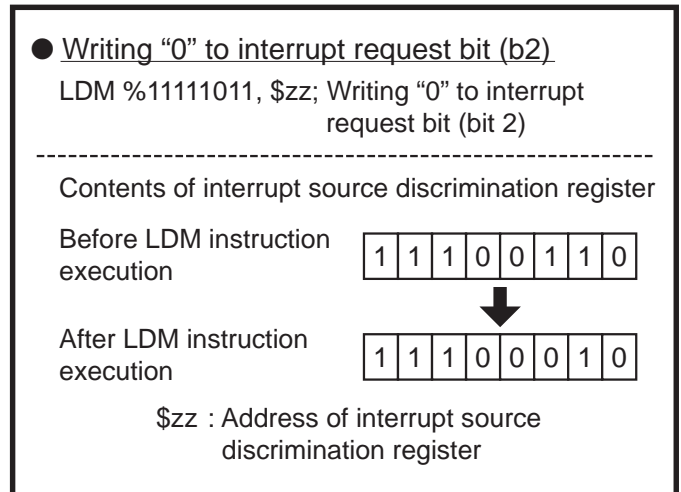 ● Writing “0” to interrupt request bit (b2)
LDM %11111011, $zz; Writing “0” to interrupt
request bit (bit 2)
Contents of interrupt source discrimination register
Before LDM instruction
execution
1 1 1 0 0 1 1 0
After LDM instruction
execution
1 1 1 0 0 0 1 0
$zz : Address of interrupt source
discrimination register